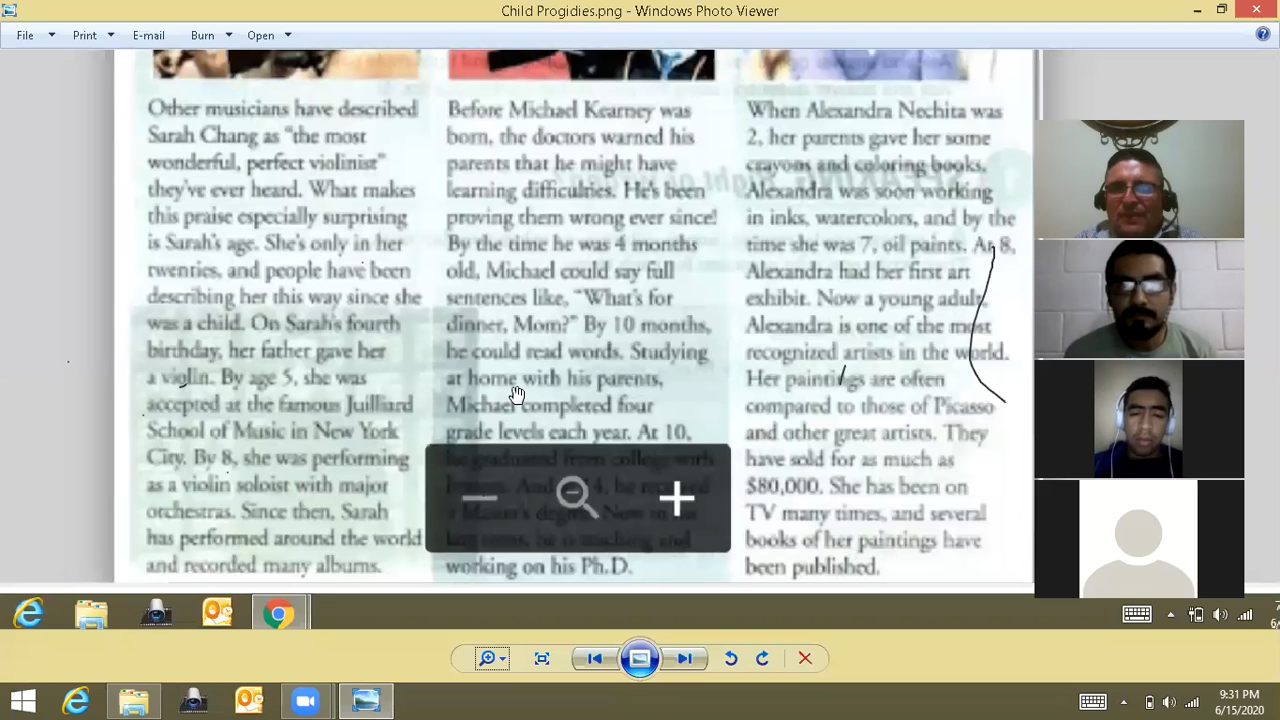 Child Progidies.png - Windows Photo Viewer
File
Print
E-mail
Burn
Open
Other musicians have described
Sarah Chang as “the most
wonderful, perfect violinist”
they've ever heard. What makes
this praise especially surprising
is Sarah's age. She's only in her
twenties, and people have been
describing her this way since she
was a child. On Sarah's fourth
birthday, her father gave her
a violin. By age 5, she was
accepted at the famous Juilliard
School of Music in New York
City. By 8, she was performing
as a violin soloist with major
orchestras. Since then, Sarah
has performed around the world
and recorded many albums.
Before Michael Kearney was
born, the doctors warned his
parents that he might have
learning difficulties. He's been
proving them wrong ever since!
By the time he was 4 months
old, Michael could say full
sentences like, “What's for
dinner, Mom?” By 10 months,
he could read words. Studying
at home with his parents,
Michael completed four
grade levels each year. At 10,
he graduated from college with
working on his Ph.D.
When Alexandra Nechita was
2, her parents gave her some
crayons and coloring books.
Alexandra was soon working
in inks, watercolors, and by the
time she was 7, oil paints. At 8,
Alexandra had her first art
exhibit. Now a young adult,
Alexandra is one of the most
recognized artists in the world.
Her paintings are often
compared to those of Picasso
and other great artists. They
have sold for as much as
$80,000. She has been on
TV many times, and several
books of her paintings have
been published.
9:31 PM
6/15/2020